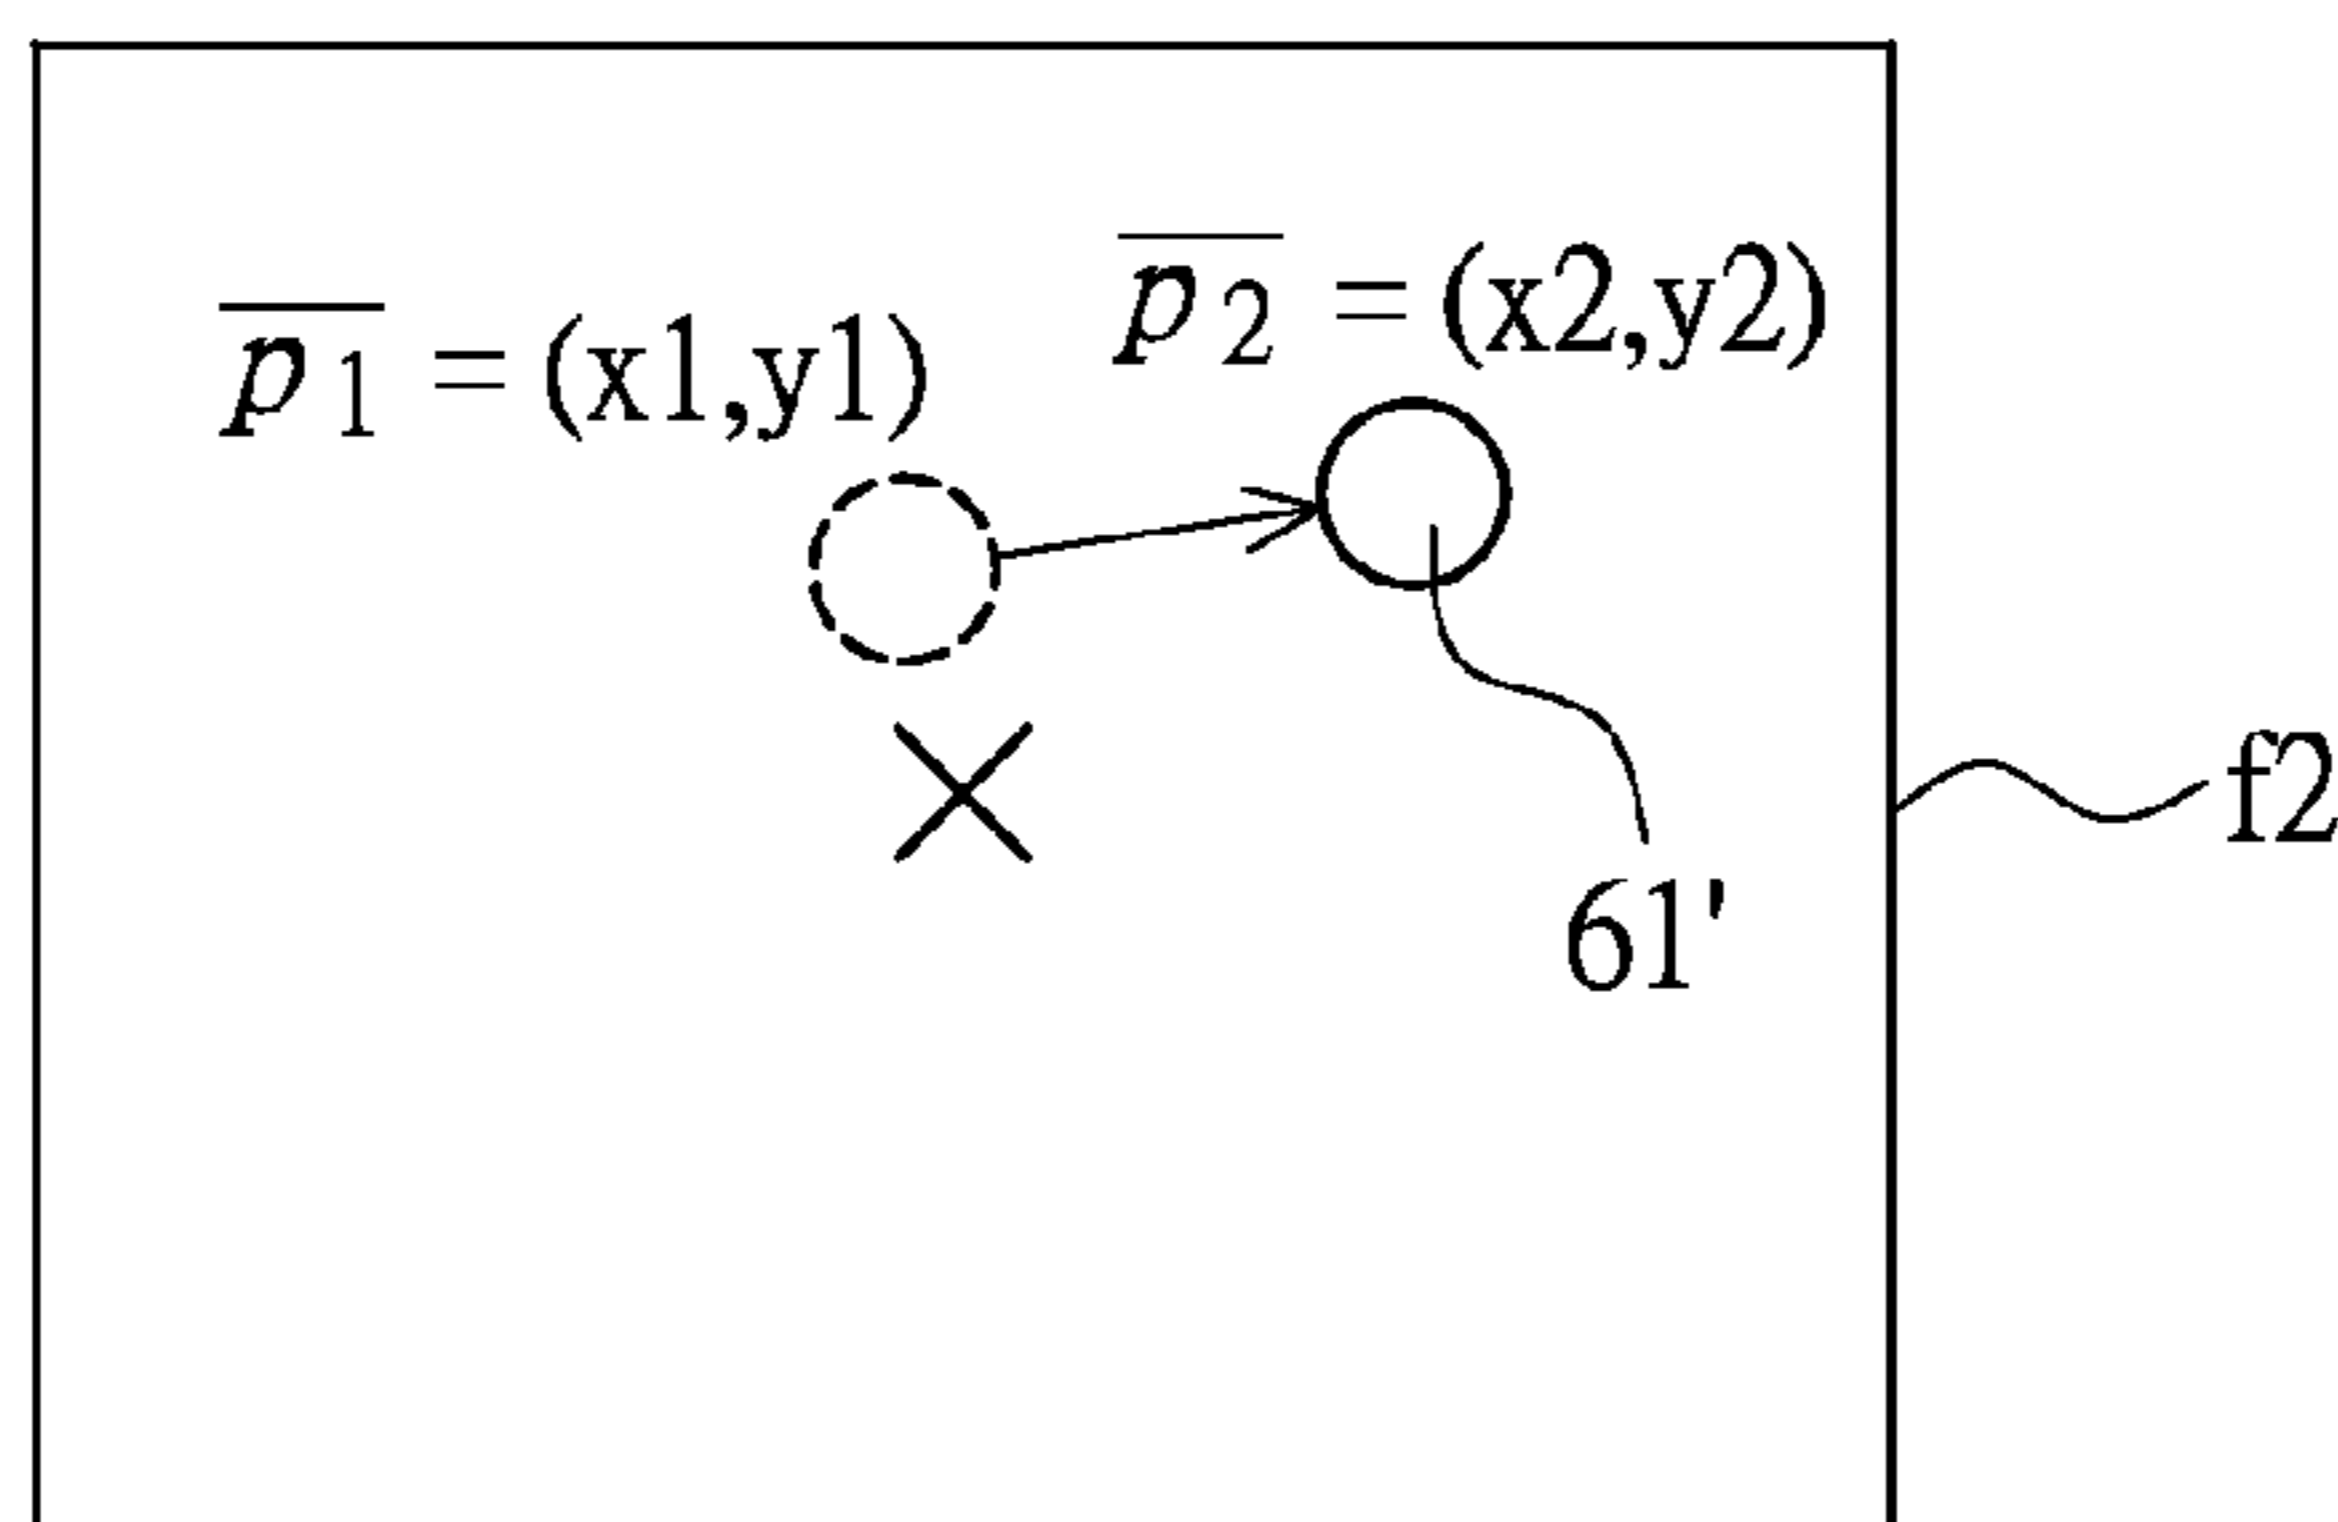 p̅₂ = (x2,y2)
p̅₁ = (x1,y1)
f2
61'